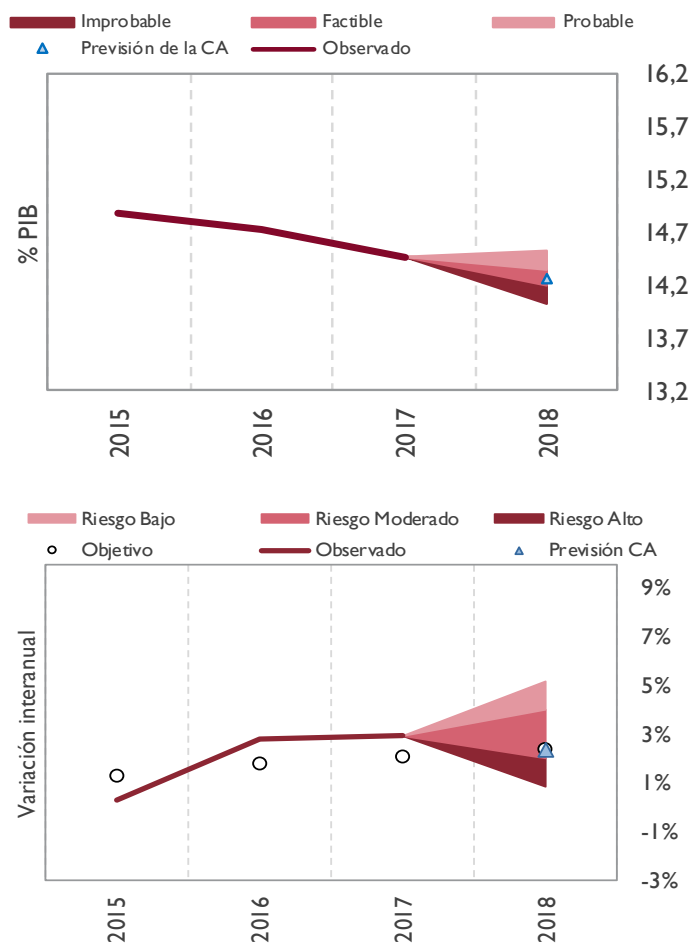 Improbable Factible Probable
Previsión de la CA Observado
16,2
15,7
15,2
14,7
14,2
13,7
13,2
% PIB
2015 2016 2017 2018
Riesgo Bajo Riesgo Moderado Riesgo Alto
Objetivo Observado Previsión CA
9%
7%
5%
3%
1%
-1%
-3%
Variación interanual
2015 2016 2017 2018